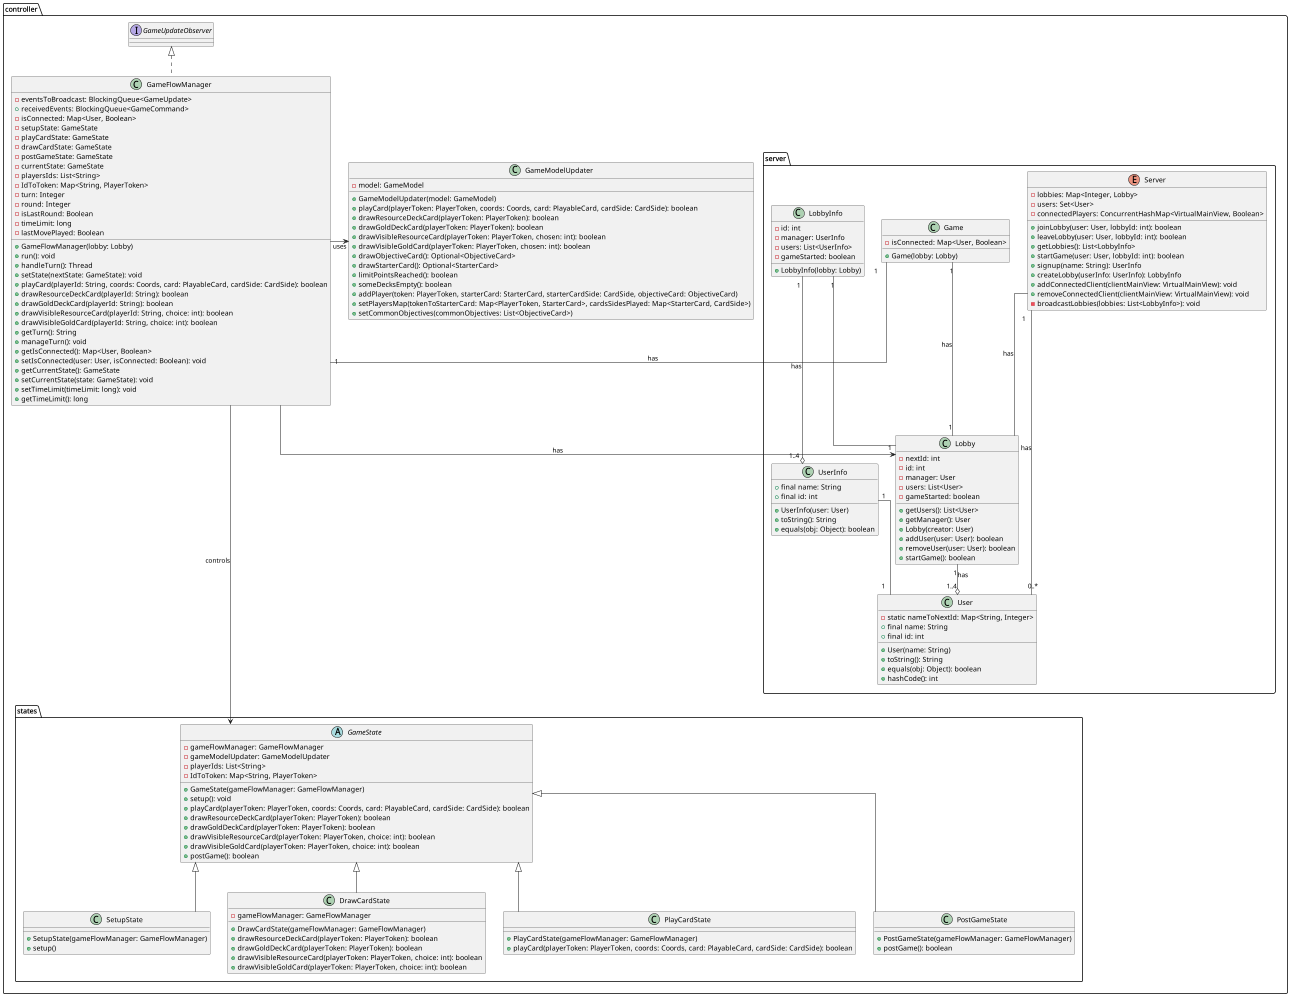 controller
I GameUpdateObserver
C GameFlowManager
eventsToBroadcast: BlockingQueue<GameUpdate>
receivedEvents: BlockingQueue<GameCommand>
isConnected: Map<User, Boolean>
setupState: GameState
playCardState: GameState
drawCardState: GameState
postGameState: GameState
currentState: GameState
playersIds: List<String>
IdToToken: Map<String, PlayerToken>
turn: Integer
round: Integer
isLastRound: Boolean
timeLimit: long
lastMovePlayed: Boolean
GameFlowManager(lobby: Lobby)
run(): void
handleTurn(): Thread
setState(nextState: GameState): void
playCard(playerId: String, coords: Coords, card: PlayableCard, cardSide: CardSide): boolean
drawResourceDeckCard(playerId: String): boolean
drawGoldDeckCard(playerId: String): boolean
drawVisibleResourceCard(playerId: String, choice: int): boolean
drawVisibleGoldCard(playerId: String, choice: int): boolean
getTurn(): String
manageTurn(): void
getIsConnected(): Map<User, Boolean>
setIsConnected(user: User, isConnected: Boolean): void
getCurrentState(): GameState
setCurrentState(state: GameState): void
setTimeLimit(timeLimit: long): void
getTimeLimit(): long
uses
C GameModelUpdater
model: GameModel
GameModelUpdater(model: GameModel)
playCard(playerToken: PlayerToken, coords: Coords, card: PlayableCard, cardSide: CardSide): boolean
drawResourceDeckCard(playerToken: PlayerToken): boolean
drawGoldDeckCard(playerToken: PlayerToken): boolean
drawVisibleResourceCard(playerToken: PlayerToken, chosen: int): boolean
drawVisibleGoldCard(playerToken: PlayerToken, chosen: int): boolean
drawObjectiveCard(): Optional<ObjectiveCard>
drawStarterCard(): Optional<StarterCard>
limitPointsReached(): boolean
someDecksEmpty(): boolean
addPlayer(token: PlayerToken, starterCard: StarterCard, starterCardSide: CardSide, objectiveCard: ObjectiveCard)
setPlayersMap(tokenToStarterCard: Map<PlayerToken, StarterCard>, cardsSidesPlayed: Map<StarterCard, CardSide>)
setCommonObjectives(commonObjectives: List<ObjectiveCard>)
server
C LobbyInfo
id: int
manager: UserInfo
users: List<UserInfo>
gameStarted: boolean
LobbyInfo(lobby: Lobby)
C Game
isConnected: Map<User, Boolean>
Game(lobby: Lobby)
E Server
lobbies: Map<Integer, Lobby>
users: Set<User>
connectedPlayers: ConcurrentHashMap<VirtualMainView, Boolean>
joinLobby(user: User, lobbyId: int): boolean
leaveLobby(user: User, lobbyId: int): boolean
getLobbies(): List<LobbyInfo>
startGame(user: User, lobbyId: int): boolean
signup(name: String): UserInfo
createLobby(userInfo: UserInfo): LobbyInfo
addConnectedClient(clientMainView: VirtualMainView): void
removeConnectedClient(clientMainView: VirtualMainView): void
broadcastLobbies(lobbies: List<LobbyInfo>): void
1
1
1
1
1
has
has
has
1
has
has
1
1
1..4
has
C UserInfo
final name: String
final id: int
UserInfo(user: User)
toString(): String
equals(obj: Object): boolean
1
C Lobby
nextId: int
id: int
manager: User
users: List<User>
gameStarted: boolean
getUsers(): List<User>
getManager(): User
Lobby(creator: User)
addUser(user: User): boolean
removeUser(user: User): boolean
startGame(): boolean
controls
1
has
1
1..4
0..*
C User
static nameToNextId: Map<String, Integer>
final name: String
final id: int
User(name: String)
toString(): String
equals(obj: Object): boolean
hashCode(): int
states
A GameState
gameFlowManager: GameFlowManager
gameModelUpdater: GameModelUpdater
playerIds: List<String>
IdToToken: Map<String, PlayerToken>
GameState(gameFlowManager: GameFlowManager)
setup(): void
playCard(playerToken: PlayerToken, coords: Coords, card: PlayableCard, cardSide: CardSide): boolean
drawResourceDeckCard(playerToken: PlayerToken): boolean
drawGoldDeckCard(playerToken: PlayerToken): boolean
drawVisibleResourceCard(playerToken: PlayerToken, choice: int): boolean
drawVisibleGoldCard(playerToken: PlayerToken, choice: int): boolean
postGame(): boolean
C SetupState
SetupState(gameFlowManager: GameFlowManager)
setup()
C DrawCardState
gameFlowManager: GameFlowManager
DrawCardState(gameFlowManager: GameFlowManager)
drawResourceDeckCard(playerToken: PlayerToken): boolean
drawGoldDeckCard(playerToken: PlayerToken): boolean
drawVisibleResourceCard(playerToken: PlayerToken, choice: int): boolean
drawVisibleGoldCard(playerToken: PlayerToken, choice: int): boolean
C PlayCardState
PlayCardState(gameFlowManager: GameFlowManager)
playCard(playerToken: PlayerToken, coords: Coords, card: PlayableCard, cardSide: CardSide): boolean
C PostGameState
PostGameState(gameFlowManager: GameFlowManager)
postGame(): boolean